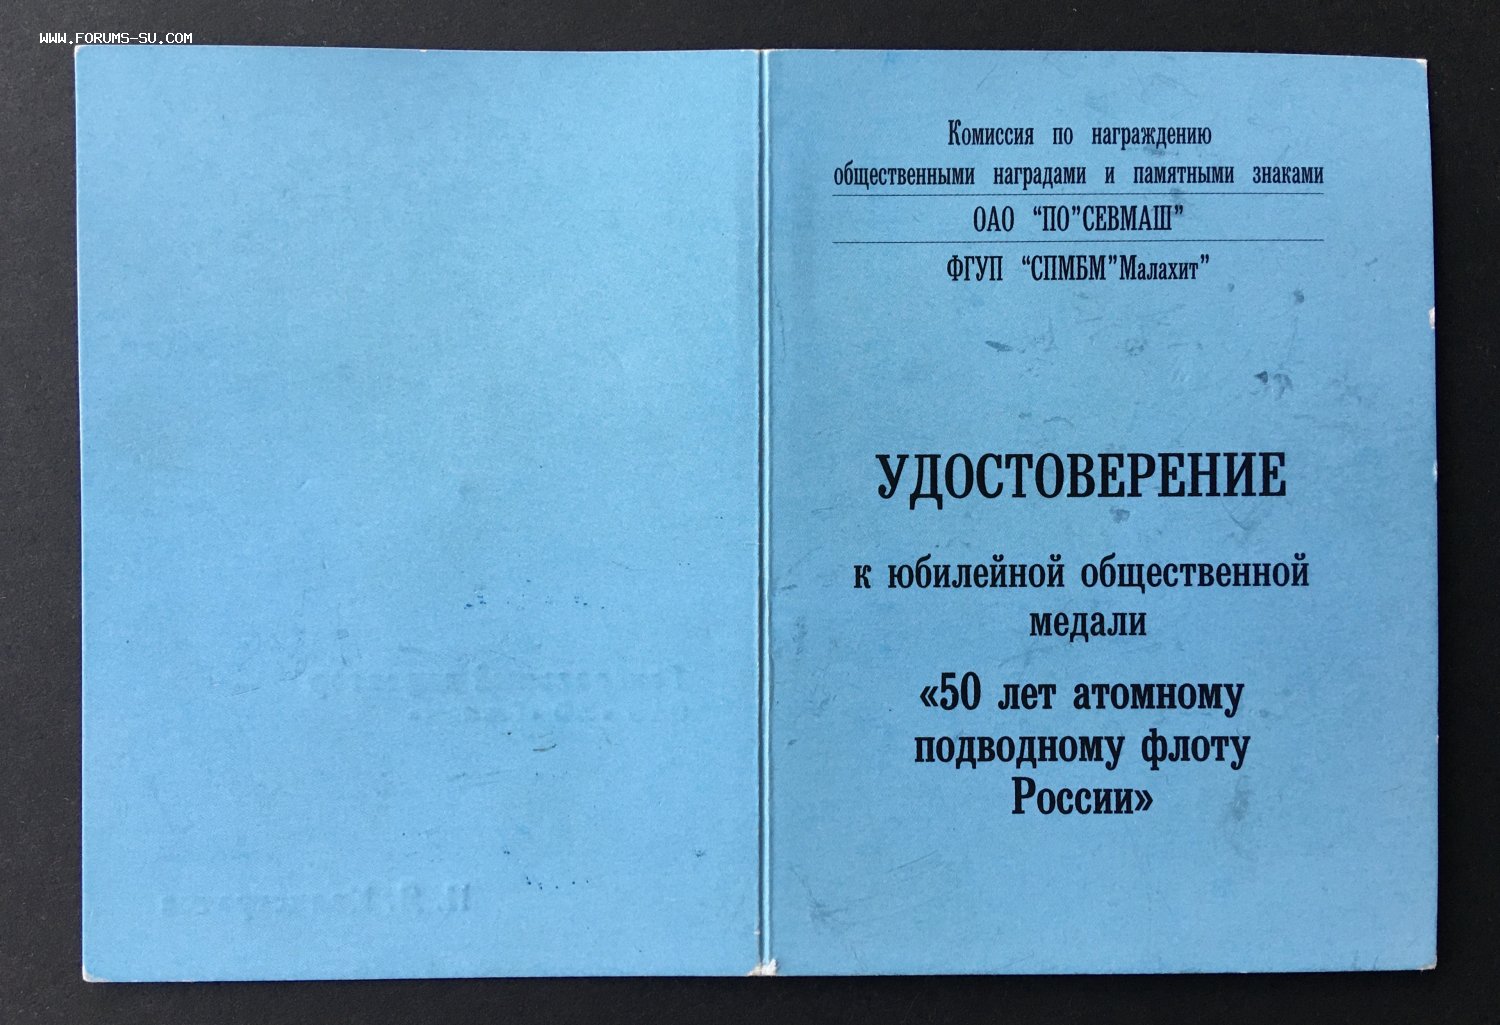 WWW.FORUMS-SU.COM
Комиссия по награждению
общественными наградами и памятными знаками
ОАО “ПО”СЕВМАШ”
ФГУП “СПМБМ”Малахит”
УДОСТОВЕРЕНИЕ
к юбилейной общественной
медали
«50 лет атомному
подводному флоту
России»